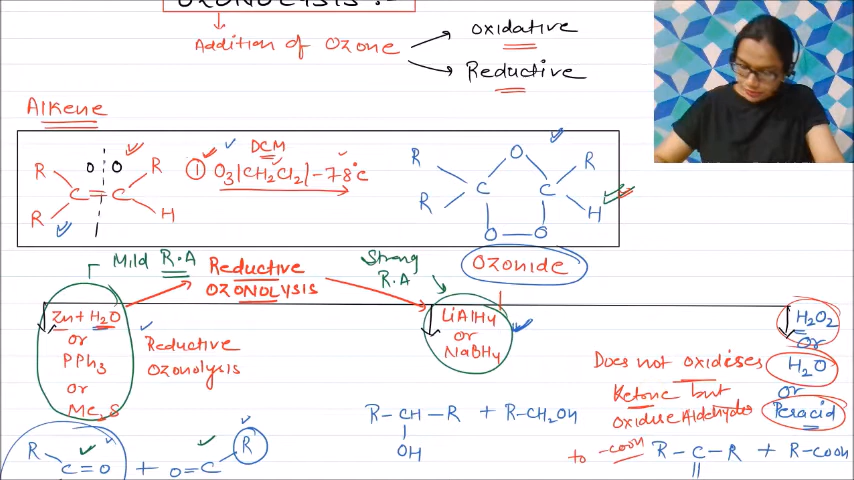 OZONOLYSIS :-
Addition of Ozone
Oxidative
Reductive
Alkene
R
R
C = C
O O
R
H
① O3/CH2Cl2/-78°C
DCM
R
R
C
O
C
R
H
O — O
Ozonide
Mild R.A
Reductive
OZONOLYSIS
Strong
R.A
Zn + H2O
or
PPh3
or
Me2S
Reductive
Ozonolysis
LiAlH4
or
NaBH4
H2O2
or
H2O
or
Peracid
Does not oxidises
Ketone but
oxidise Aldehydes
to -COOH
R-CH-R + R-CH2OH
OH
R
C=O + O=C
R
R-C-R + R-COOH